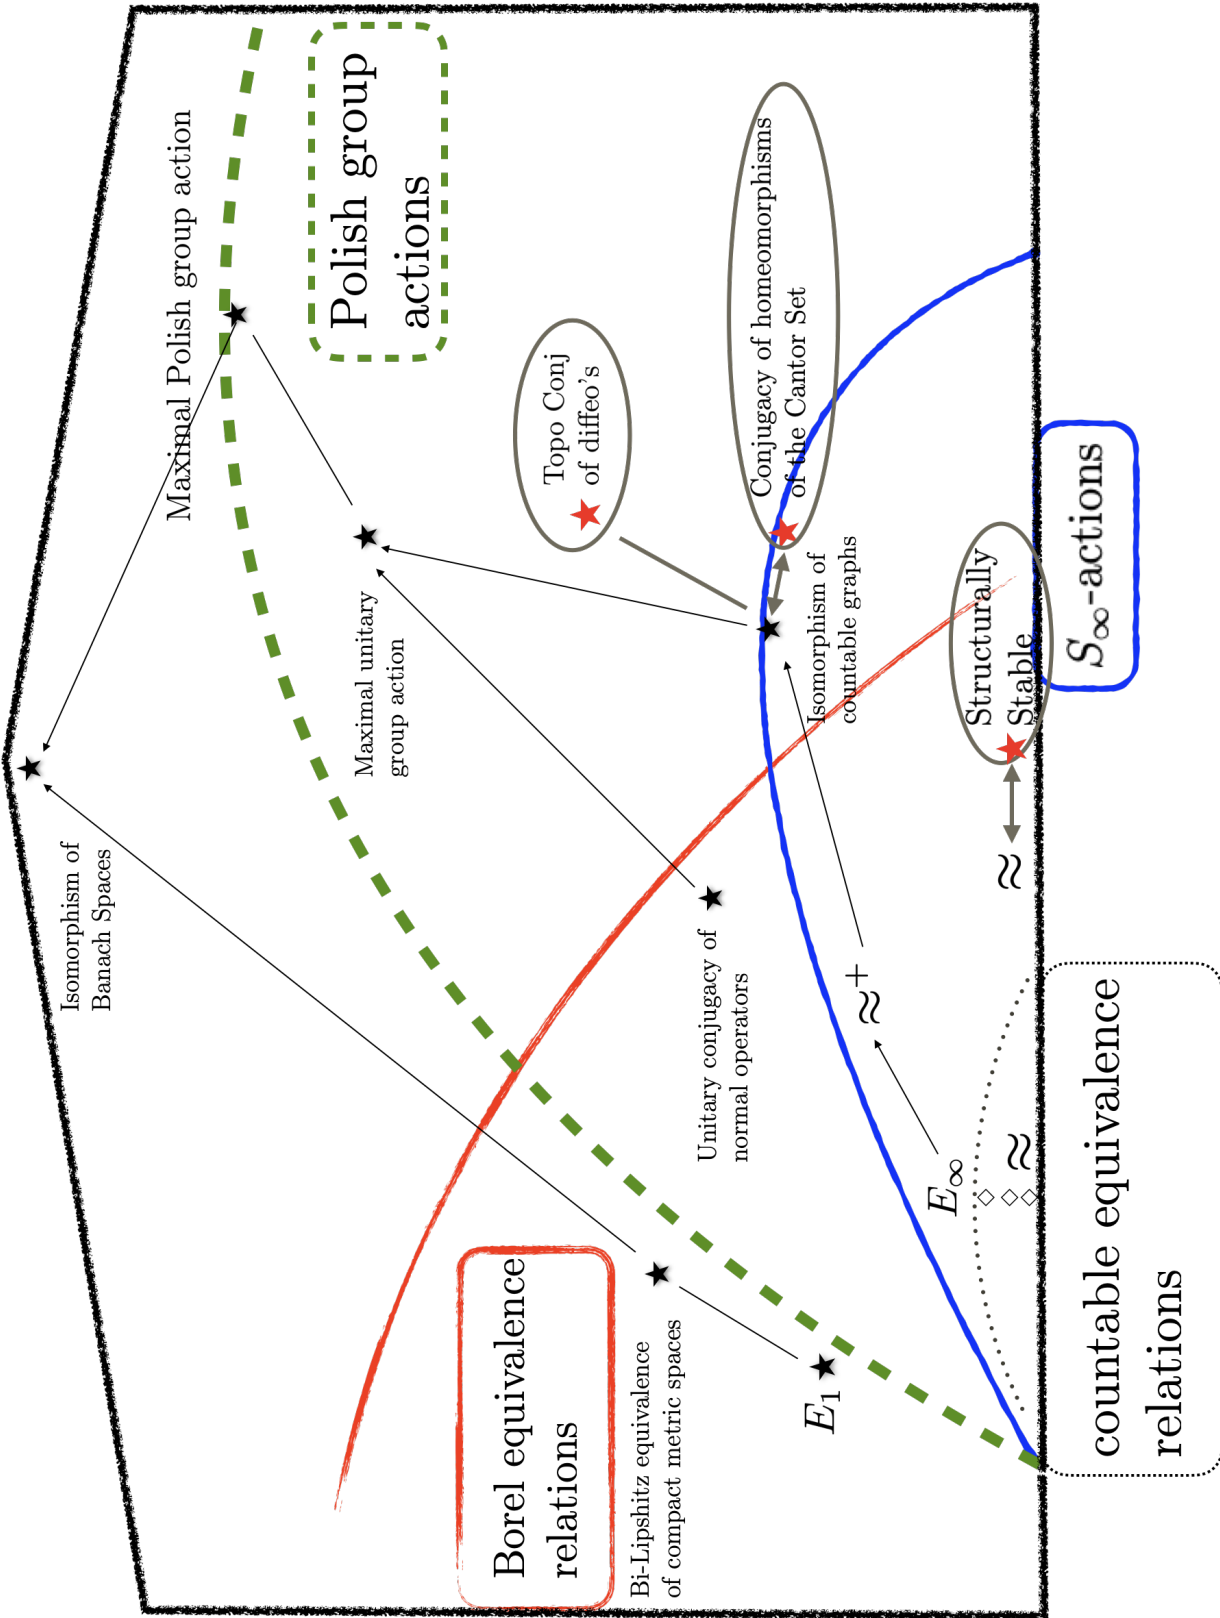 Isomorphism of
Banach Spaces
Maximal Polish group action
Polish group
actions
Maximal unitary
group action
Topo Conj
of diffeo's
Borel equivalence
relations
Bi-Lipshitz equivalence
of compact metric spaces
Unitary conjugacy of
normal operators
Conjugacy of homeomorphisms
of the Cantor Set
Isomorphism of
countable graphs
E₁
≈⁺
E∞
≈
≈
Structurally
Stable
S∞-actions
countable equivalence
relations